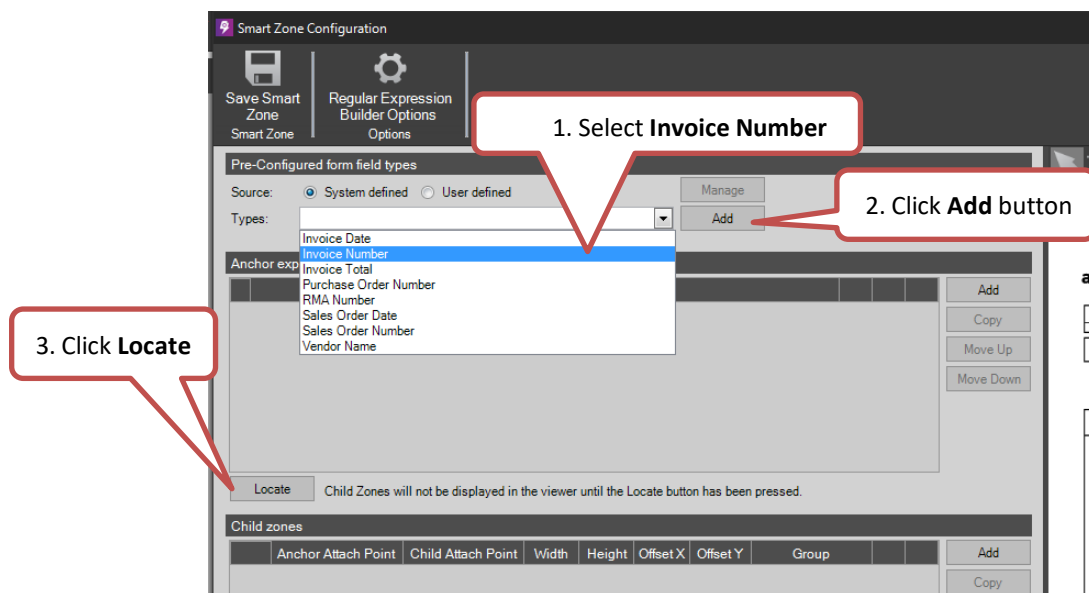 Smart Zone Configuration
Save Smart
Zone
Smart Zone
Regular Expression
Builder Options
Options
1. Select Invoice Number
Pre-Configured form field types
Source:
System defined
User defined
Manage
Types:
Add
2. Click Add button
Invoice Date
Invoice Number
Invoice Total
Purchase Order Number
RMA Number
Sales Order Date
Sales Order Number
Vendor Name
Anchor exp
Add
Copy
Move Up
Move Down
3. Click Locate
Locate
Child Zones will not be displayed in the viewer until the Locate button has been pressed.
Child zones
Anchor Attach Point Child Attach Point Width Height Offset X Offset Y Group
Add
Copy